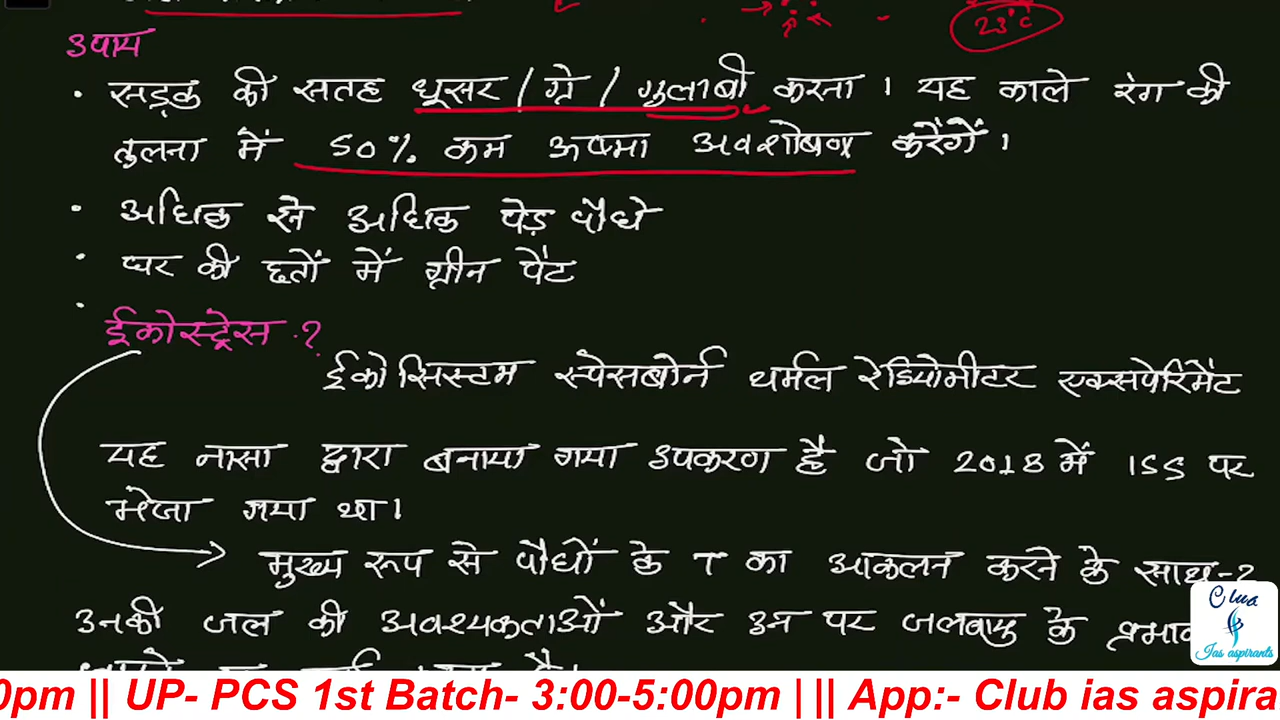 23°C
उपाय
• सड़क की सतह धूसर / ग्रे / गुलाबी करना । यह काले रंग की
तुलना में 50% कम ऊष्मा अवशोषण करेंगें ।
• अधिक से अधिक पेड़ पौधे
• घर की छतों में ग्रीन पेंट
•
ईकोस्ट्रेस ?
ईको सिस्टम स्पेसबोर्न थर्मल रेडियोमीटर एक्सपेरिमेंट
यह नासा द्वारा बनाया गया उपकरण है जो 2018 में ISS पर
भेजा गया था।
मुख्य रूप से पौधों के T का आकलन करने के साथ-2
उनकी जल की अवश्यकताओं और उन पर जलवायु के प्रभाव
Club
Ias aspirants
0pm || UP- PCS 1st Batch- 3:00-5:00pm | || App:- Club ias aspira